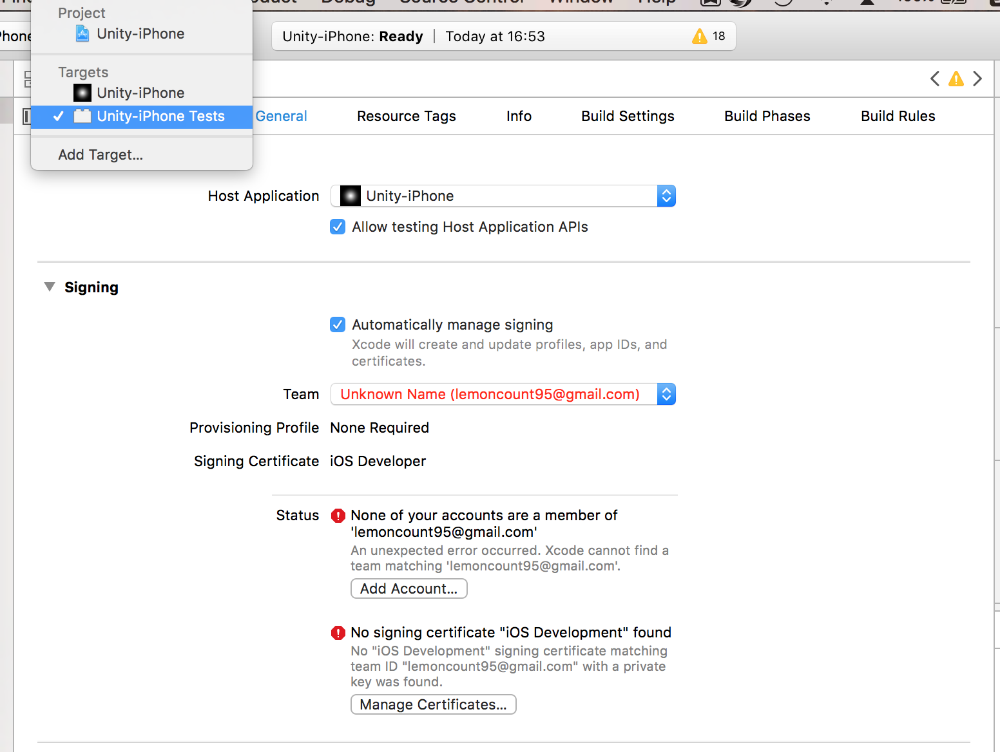 Debug Source Control Window Help
Project
Unity-iPhone
Unity-iPhone: Ready | Today at 16:53
18
Targets
Unity-iPhone
Unity-iPhone Tests
General
Resource Tags
Info
Build Settings
Build Phases
Build Rules
Add Target...
Host Application
Unity-iPhone
Allow testing Host Application APIs
Signing
Automatically manage signing
Xcode will create and update profiles, app IDs, and
certificates.
Team
Unknown Name (lemoncount95@gmail.com)
Provisioning Profile
None Required
Signing Certificate
iOS Developer
Status
None of your accounts are a member of
'lemoncount95@gmail.com'
An unexpected error occurred. Xcode cannot find a
team matching 'lemoncount95@gmail.com'.
Add Account...
No signing certificate "iOS Development" found
No "iOS Development" signing certificate matching
team ID "lemoncount95@gmail.com" with a private
key was found.
Manage Certificates...